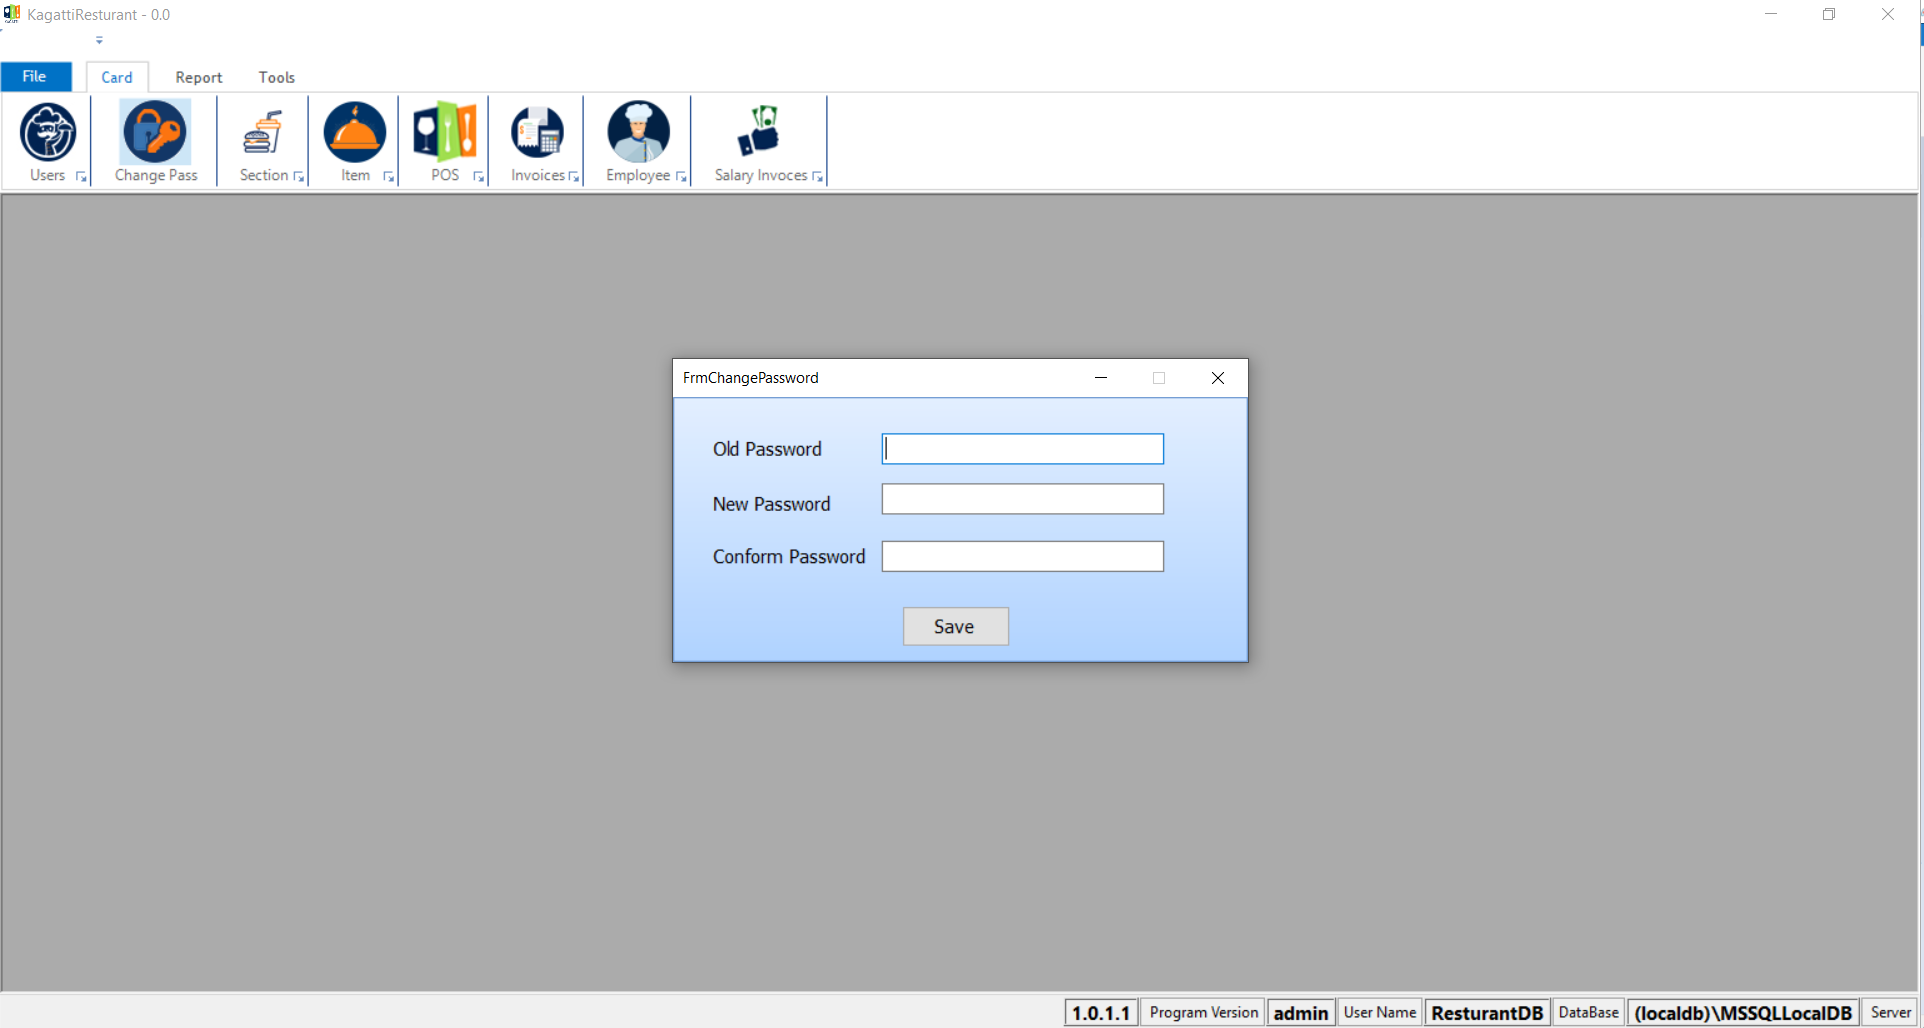 KagattiResturant - 0.0
File Card Report Tools
Users Change Pass Section Item POS Invoices Employee Salary Invoces
FrmChangePassword
Old Password
New Password
Conform Password
Save
1.0.1.1 Program Version admin User Name ResturantDB DataBase (localdb)\MSSQLLocalDB Server